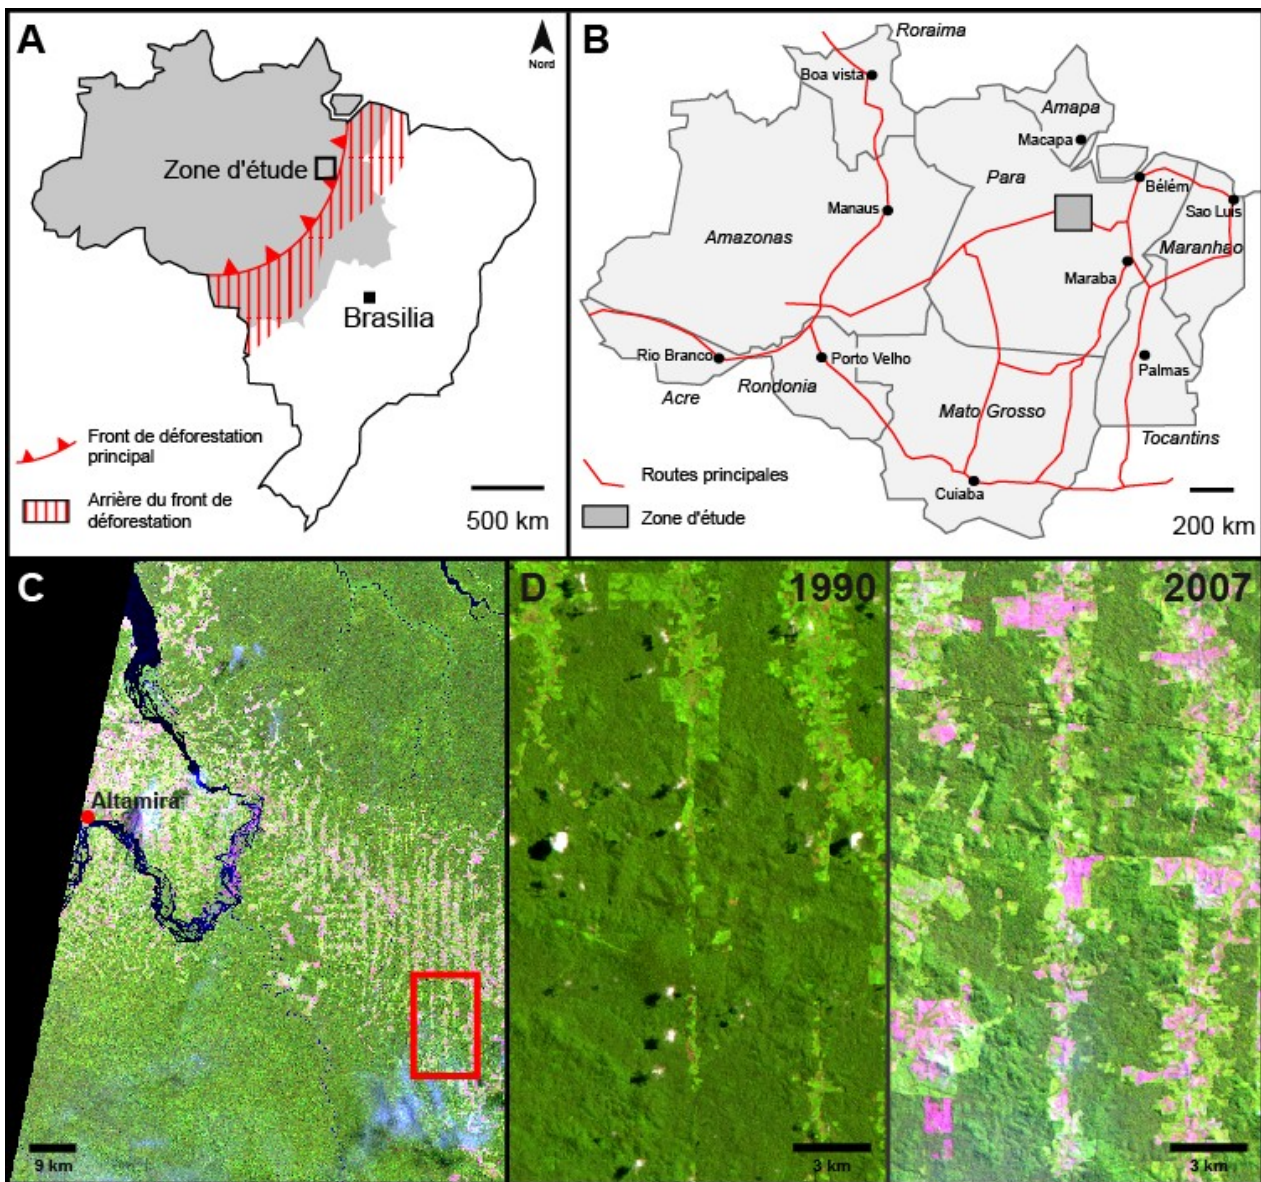 A
Nord
Zone d'étude
Brasilia
Front de déforestation
principal
Arrière du front de
déforestation
500 km
B
Roraima
Boa vista
Amapa
Macapa
Para
Bélém
Manaus
Sao Luis
Amazonas
Maranhao
Maraba
Rio Branco
Porto Velho
Palmas
Acre
Rondonia
Mato Grosso
Tocantins
Routes principales
Cuiaba
Zone d'étude
200 km
C
Altamira
9 km
D
1990
3 km
2007
3 km